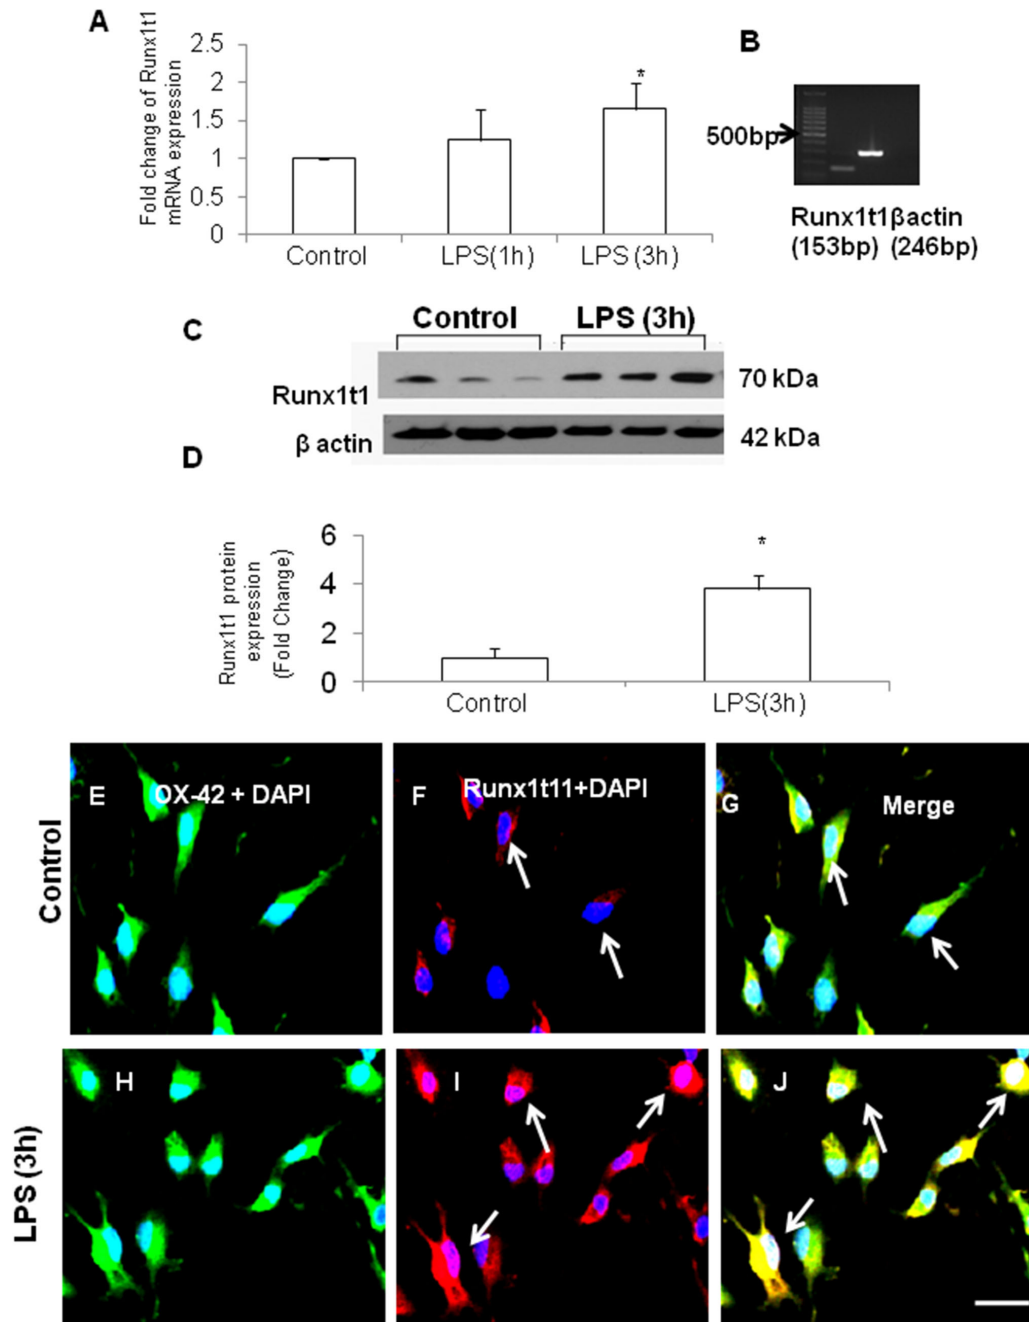 A
Fold change of Runx1t1
mRNA expression
2.5
2
1.5
1
0.5
0
*
Control
LPS(1h)
LPS (3h)
B
500bp
Runx1t1βactin
(153bp) (246bp)
C
Control
LPS (3h)
Runx1t1
70 kDa
β actin
42 kDa
D
Runx1t1 protein
expression
(Fold Change)
6
4
2
0
*
Control
LPS(3h)
Control
E
OX-42 + DAPI
F
Runx1t11+DAPI
G
Merge
LPS (3h)
H
I
J